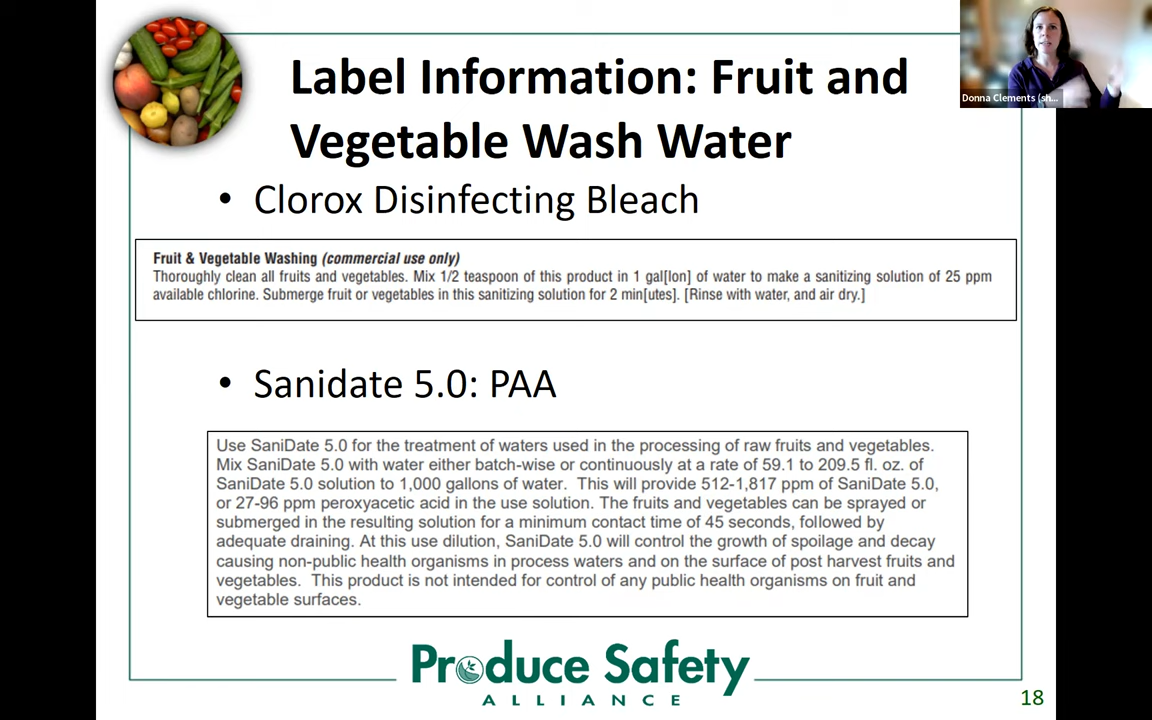 Label Information: Fruit and
Vegetable Wash Water
• Clorox Disinfecting Bleach
Fruit & Vegetable Washing (commercial use only)
Thoroughly clean all fruits and vegetables. Mix 1/2 teaspoon of this product in 1 gal[lon] of water to make a sanitizing solution of 25 ppm
available chlorine. Submerge fruit or vegetables in this sanitizing solution for 2 min[utes]. [Rinse with water, and air dry.]
• Sanidate 5.0: PAA
Use SaniDate 5.0 for the treatment of waters used in the processing of raw fruits and vegetables.
Mix SaniDate 5.0 with water either batch-wise or continuously at a rate of 59.1 to 209.5 fl. oz. of
SaniDate 5.0 solution to 1,000 gallons of water. This will provide 512-1,817 ppm of SaniDate 5.0,
or 27-96 ppm peroxyacetic acid in the use solution. The fruits and vegetables can be sprayed or
submerged in the resulting solution for a minimum contact time of 45 seconds, followed by
adequate draining. At this use dilution, SaniDate 5.0 will control the growth of spoilage and decay
causing non-public health organisms in process waters and on the surface of post harvest fruits and
vegetables. This product is not intended for control of any public health organisms on fruit and
vegetable surfaces.
Produce Safety
ALLIANCE
18
Donna Clements (sh...